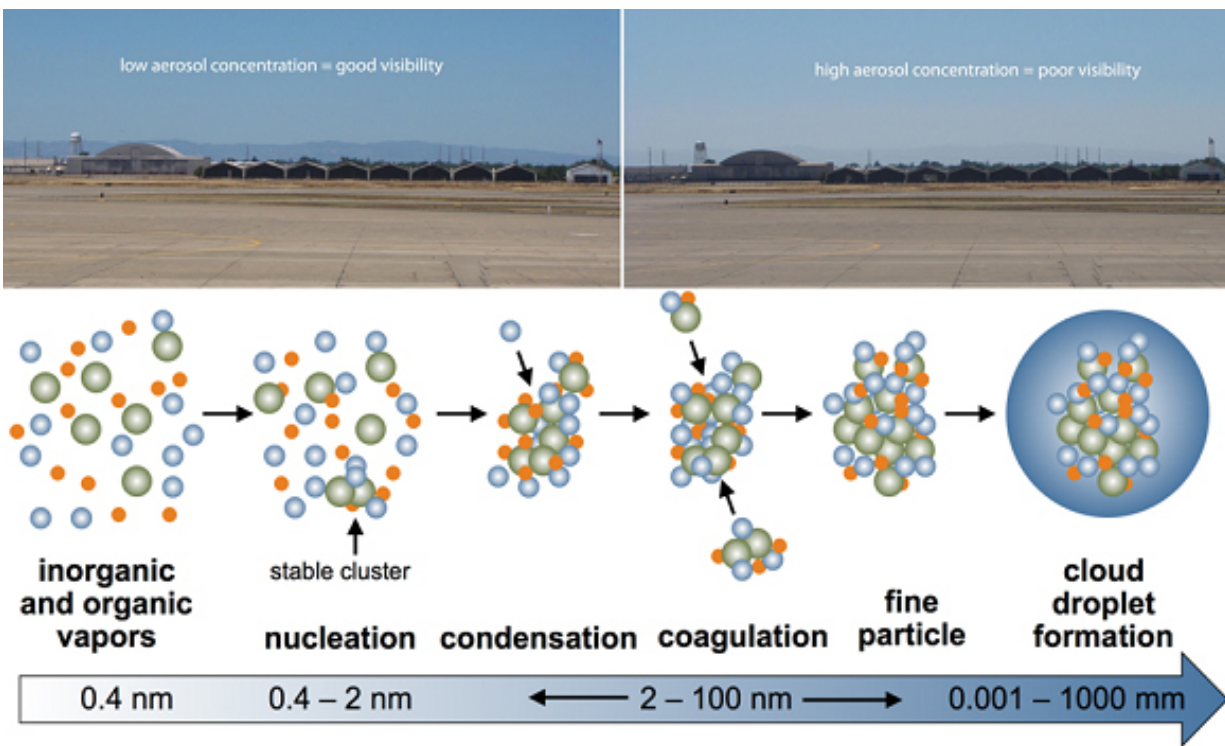 low aerosol concentration = good visibility
high aerosol concentration = poor visibility
stable cluster
inorganic
and organic
vapors
nucleation
condensation
coagulation
fine
particle
cloud
droplet
formation
0.4 nm
0.4 – 2 nm
2 – 100 nm
0.001 – 1000 mm